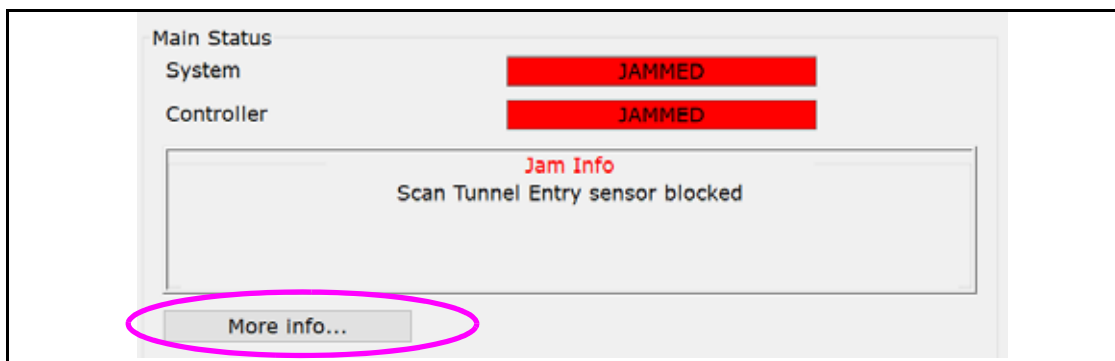 Main Status
System JAMMED
Controller JAMMED
Jam Info
Scan Tunnel Entry sensor blocked
More info...